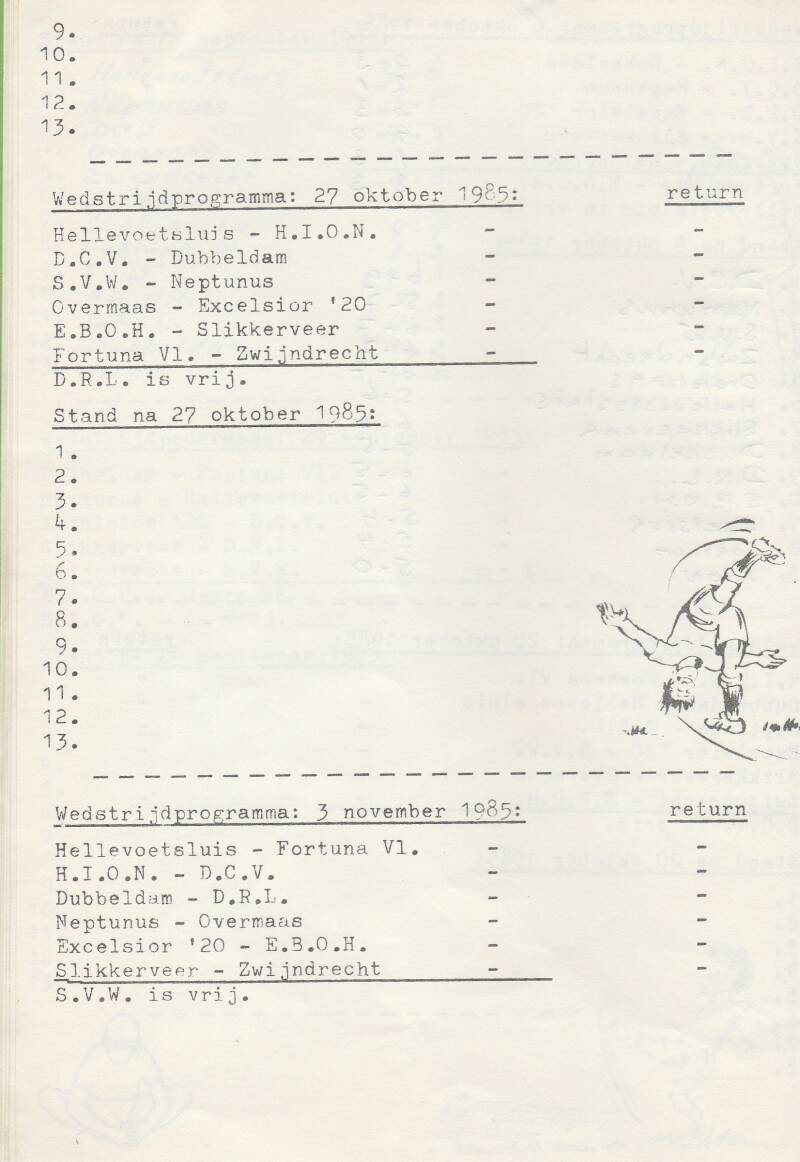 9.
10.
11.
12.
13.
Wedstrijdprogramma: 27 oktober 1985: return
Hellevoetsluis - H.I.O.N. - -
D.C.V. - Dubbeldam - -
S.V.W. - Neptunus - -
Overmaas - Excelsior '20 - -
E.B.O.H. - Slikkerveer - -
Fortuna Vl. - Zwijndrecht - -
D.R.L. is vrij.
Stand na 27 oktober 1985:
1.
2.
3.
4.
5.
6.
7.
8.
9.
10.
11.
12.
13.
Wedstrijdprogramma: 3 november 1985: return
Hellevoetsluis - Fortuna Vl. - -
H.I.O.N. - D.C.V. - -
Dubbeldam - D.R.L. - -
Neptunus - Overmaas - -
Excelsior '20 - E.B.O.H. - -
Slikkerveer - Zwijndrecht - -
S.V.W. is vrij.